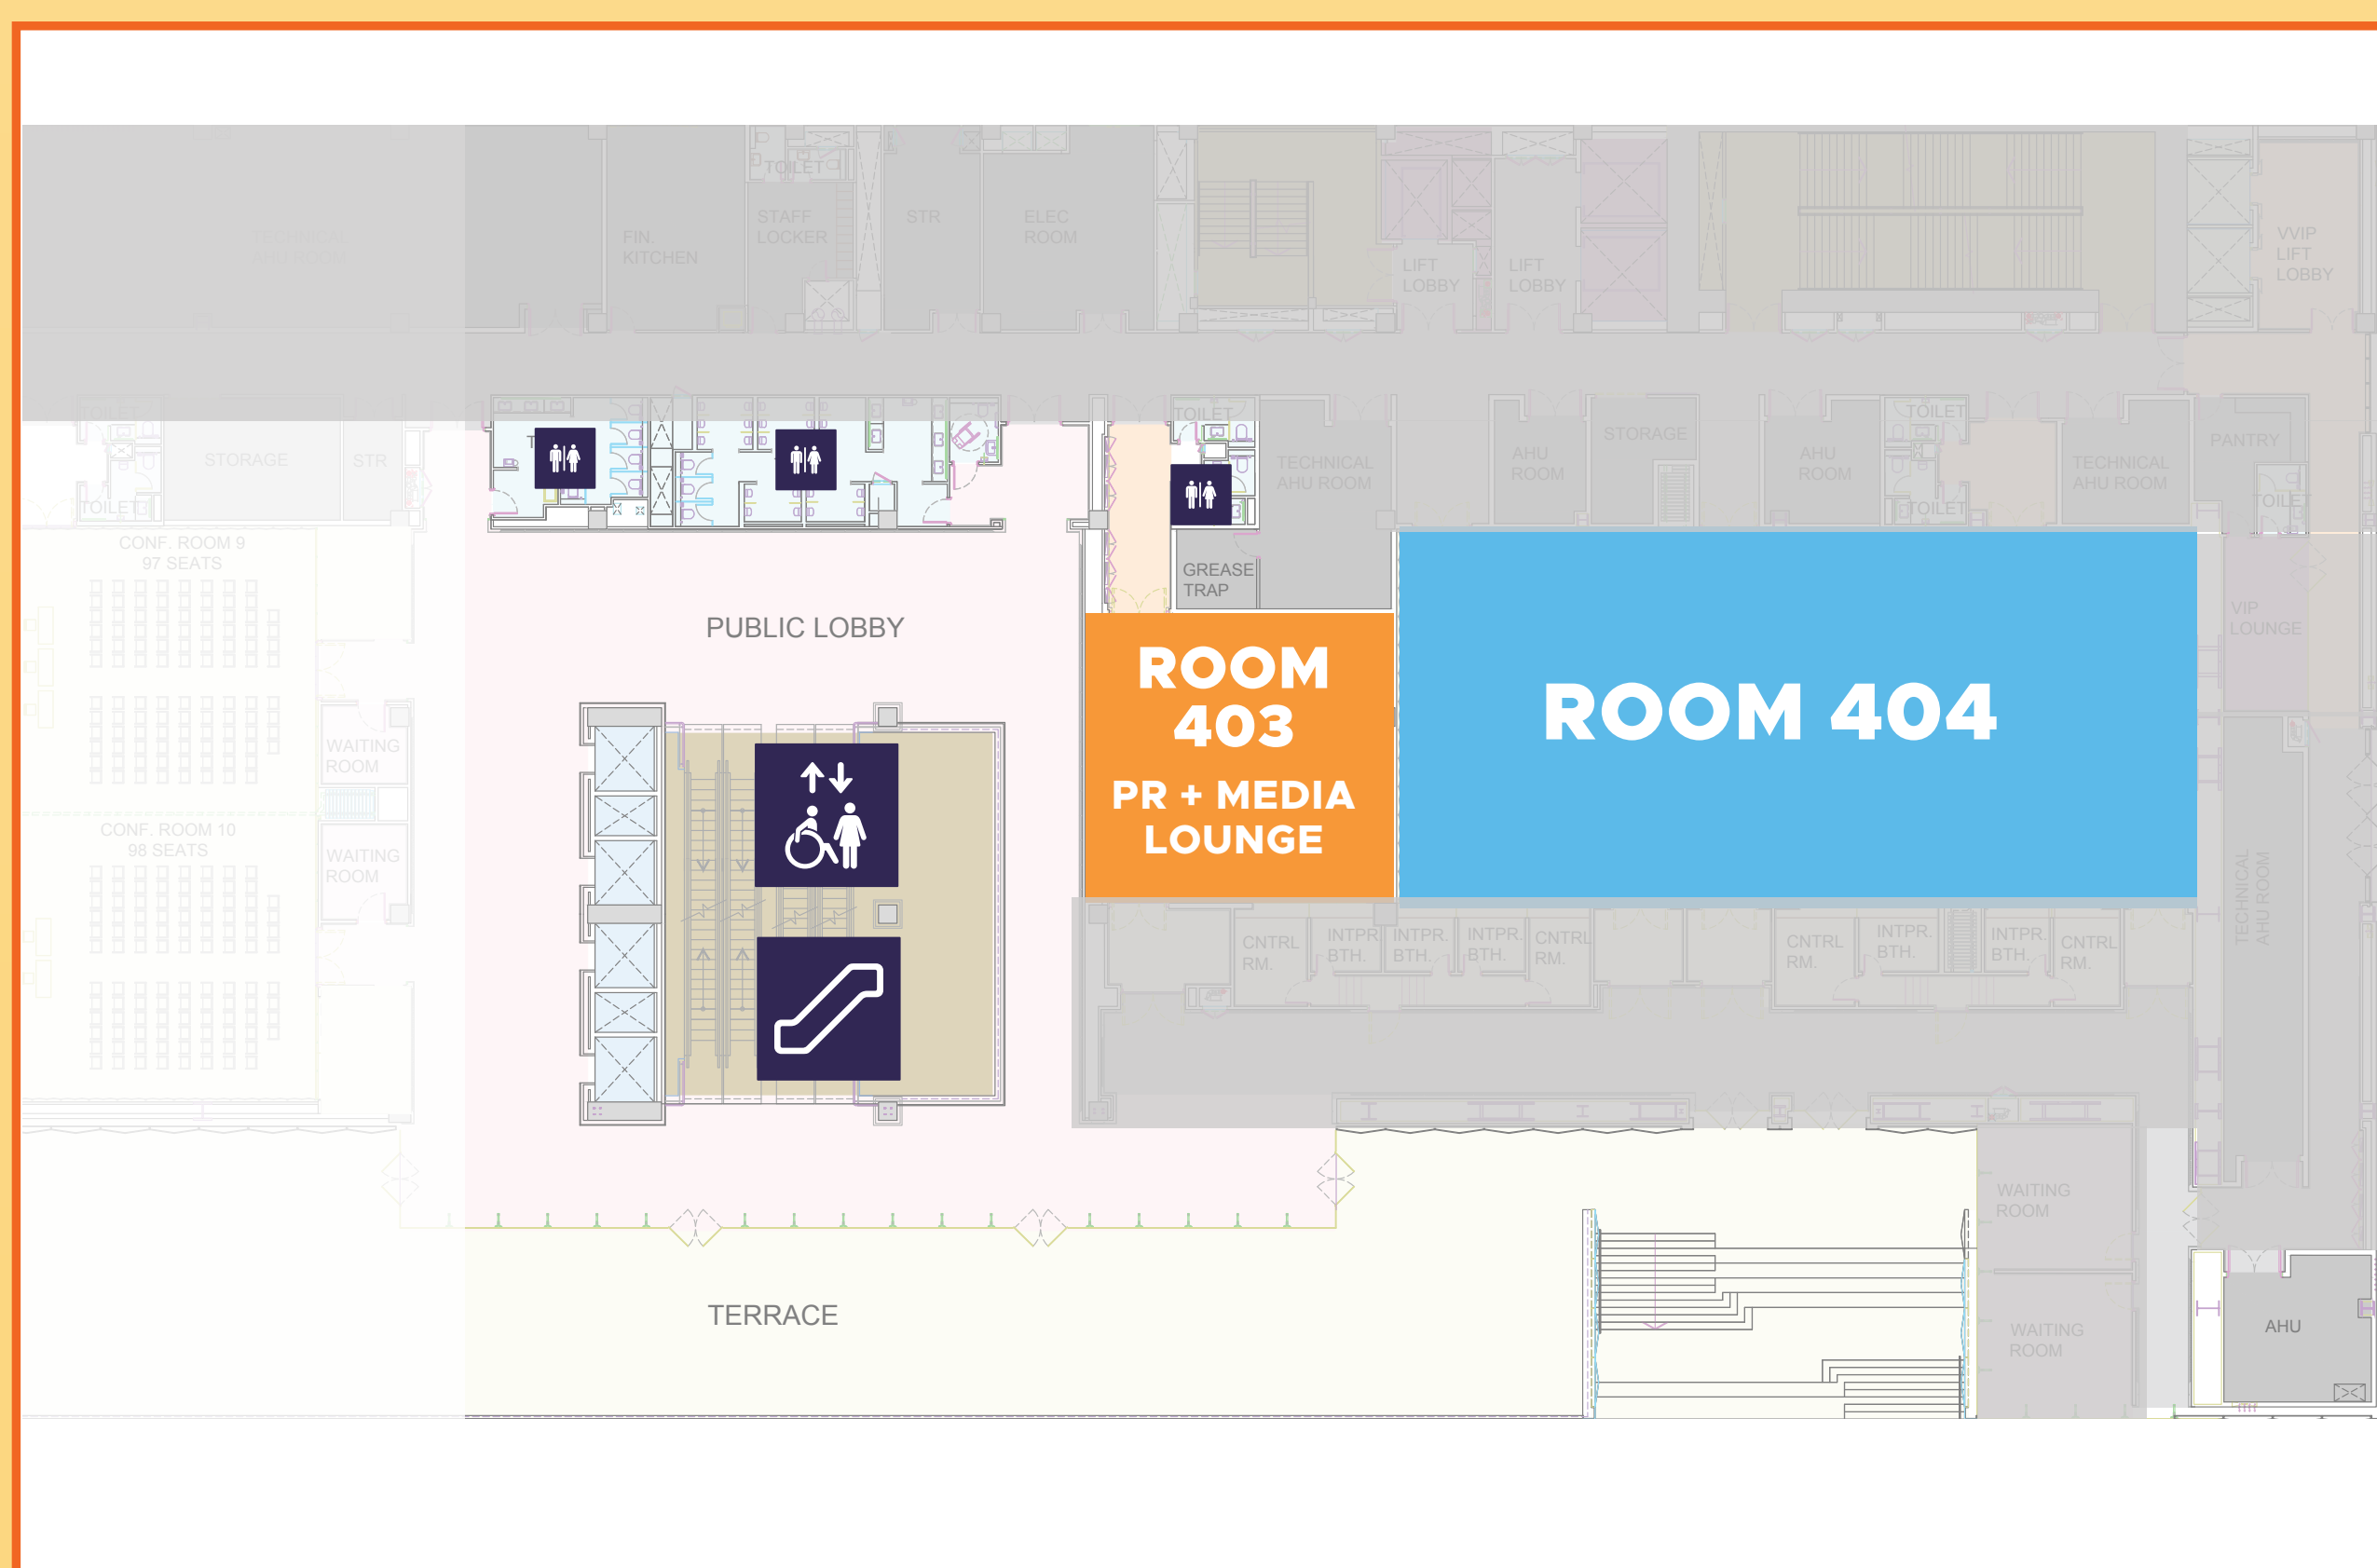 TOILET
TECHNICAL
AHU ROOM
FIN.
KITCHEN
STAFF
LOCKER
STR
ELEC
ROOM
LIFT
LOBBY
LIFT
LOBBY
VVIP
LIFT
LOBBY
TOILET
STORAGE
STR
TOILET
TOILET
TECHNICAL
AHU ROOM
AHU
ROOM
STORAGE
AHU
ROOM
TOILET
TOILET
TECHNICAL
AHU ROOM
PANTRY
TOILET
CONF. ROOM 9
97 SEATS
GREASE
TRAP
PUBLIC LOBBY
VIP
LOUNGE
ROOM
403
PR + MEDIA
LOUNGE
ROOM 404
WAITING
ROOM
CONF. ROOM 10
98 SEATS
WAITING
ROOM
CNTRL
RM.
INTPR.
BTH.
INTPR.
BTH.
INTPR.
BTH.
CNTRL
RM.
CNTRL
RM.
INTPR.
BTH.
INTPR.
BTH.
CNTRL
RM.
TECHNICAL
AHU ROOM
WAITING
ROOM
TERRACE
WAITING
ROOM
AHU